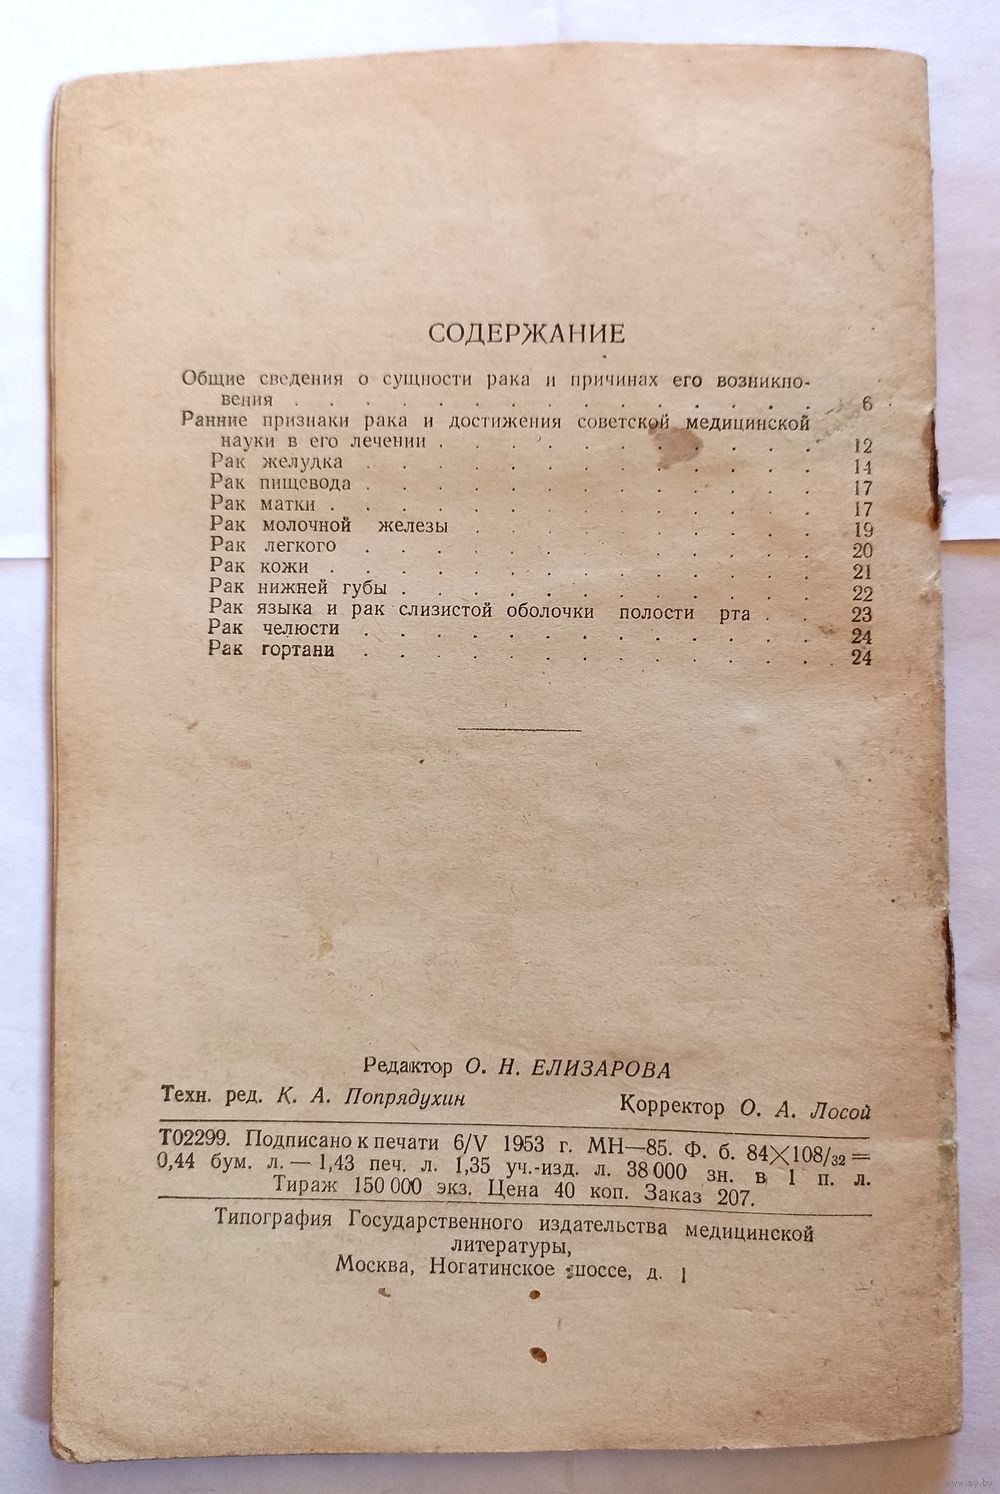 СОДЕРЖАНИЕ
Общие сведения о сущности рака и причинах его возникно-
вения . . . . . . . . . . . . . . . 6
Ранние признаки рака и достижения советской медицинской
науки в его лечении . . . . . . . . . . . 12
Рак желудка . . . . . . . . . . . . . 14
Рак пищевода . . . . . . . . . . . . . 17
Рак матки . . . . . . . . . . . . . . 17
Рак молочной железы . . . . . . . . . . 19
Рак легкого . . . . . . . . . . . . . 20
Рак кожи . . . . . . . . . . . . . . 21
Рак нижней губы . . . . . . . . . . . . 22
Рак языка и рак слизистой оболочки полости рта . . 23
Рак челюсти . . . . . . . . . . . . . 24
Рак гортани . . . . . . . . . . . . . . 24
Редактор О. Н. ЕЛИЗАРОВА
Техн. ред. К. А. Попрядухин Корректор О. А. Лосой
Т02299. Подписано к печати 6/V 1953 г. МН—85. Ф. б. 84×108/32=
0,44 бум. л.—1,43 печ. л. 1,35 уч.-изд. л. 38 000 зн. в 1 п. л.
Тираж 150 000 экз. Цена 40 коп. Заказ 207.
Типография Государственного издательства медицинской
литературы,
Москва, Ногатинское шоссе, д. 1
www.ay.by